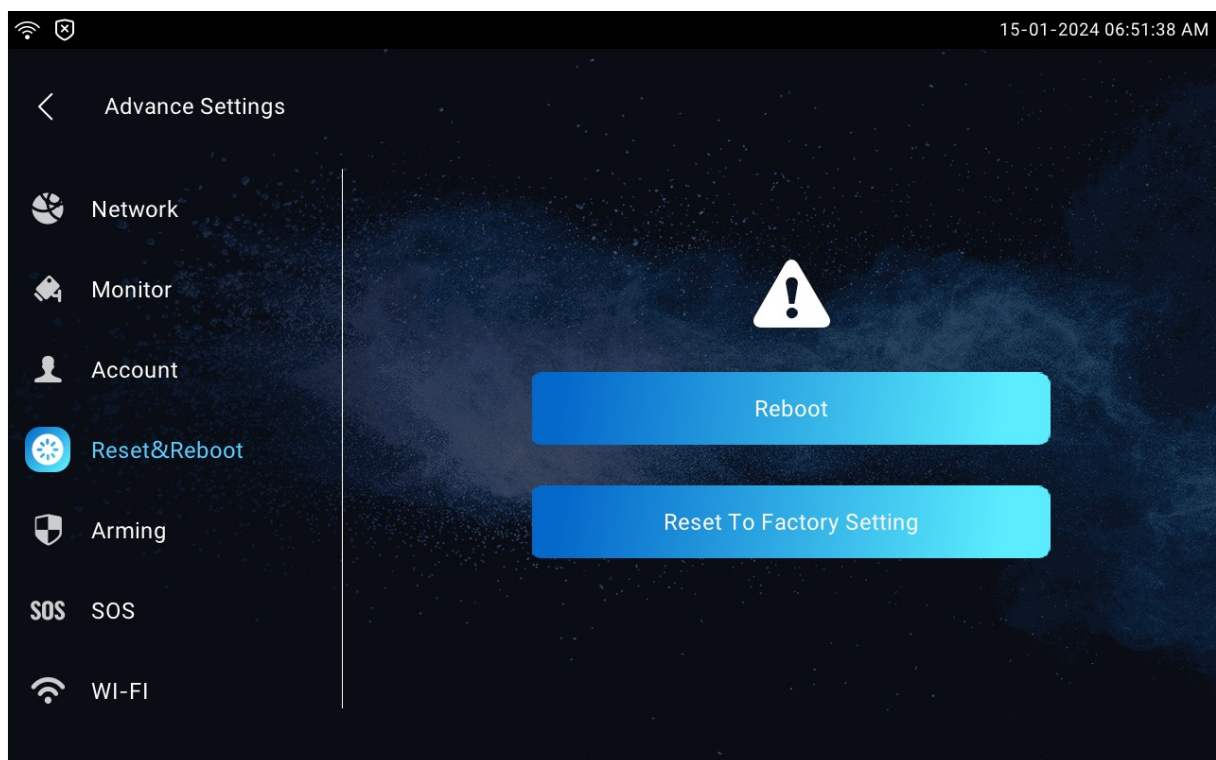 15-01-2024 06:51:38 AM
Advance Settings
Network
Monitor
Account
Reset&Reboot
Reboot
Reset To Factory Setting
Arming
SOS SOS
WI-FI